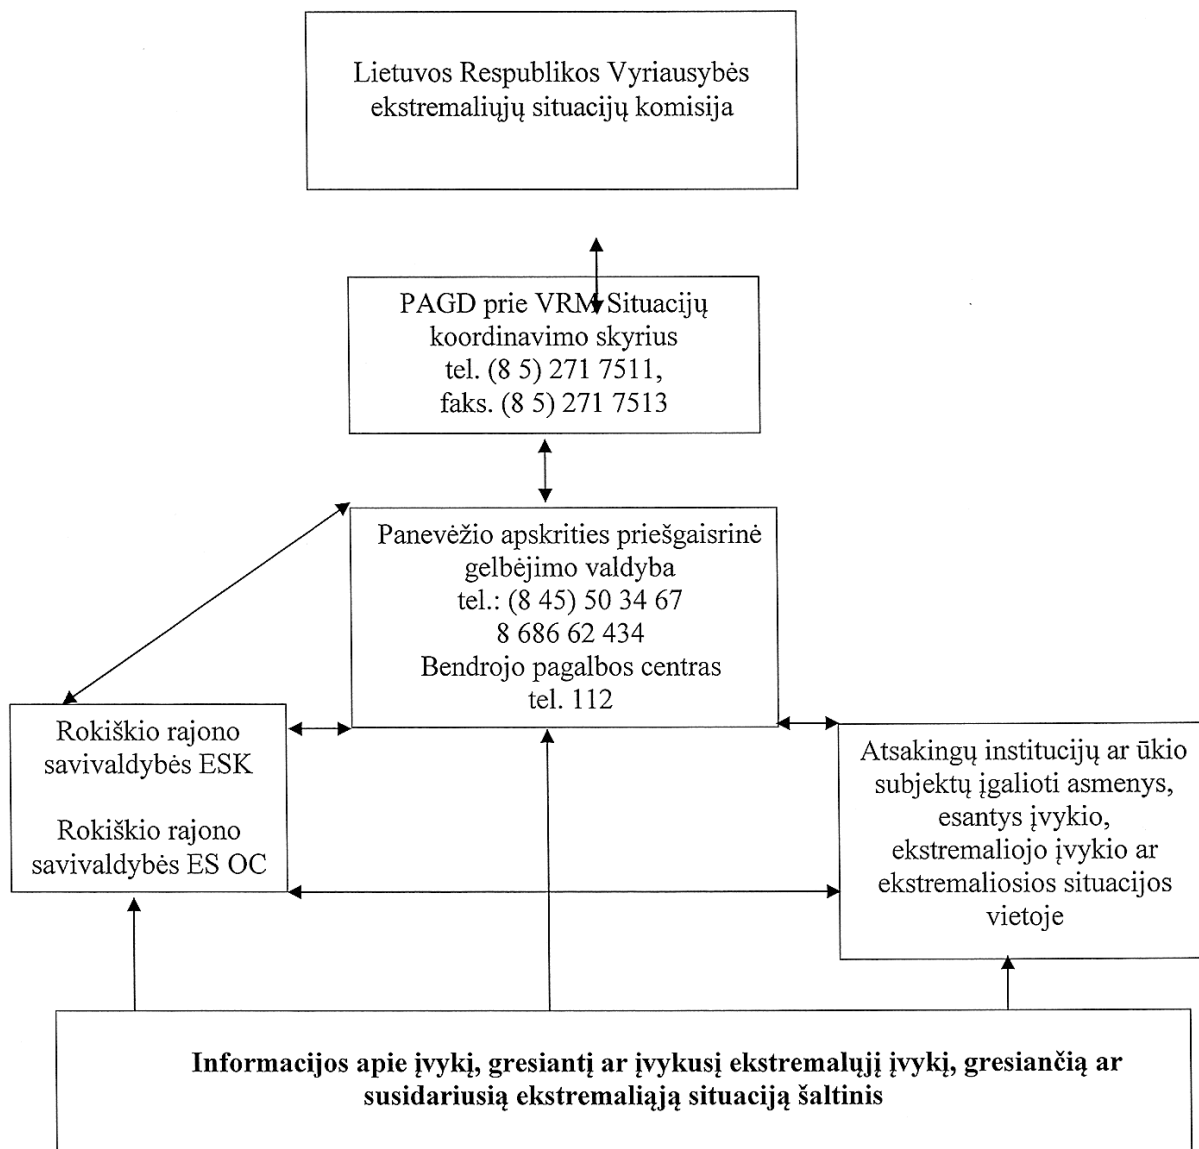 Lietuvos Respublikos Vyriausybės
ekstremaliųjų situacijų komisija
PAGD prie VRM Situacijų
koordinavimo skyrius
tel. (8 5) 271 7511,
faks. (8 5) 271 7513
Panevėžio apskrities priešgaisrinė
gelbėjimo valdyba
tel.: (8 45) 50 34 67
8 686 62 434
Bendrojo pagalbos centras
tel. 112
Rokiškio rajono
savivaldybės ESK
Rokiškio rajono
savivaldybės ES OC
Atsakingų institucijų ar ūkio
subjektų įgalioti asmenys,
esantys įvykio,
ekstremaliojo įvykio ar
ekstremaliosios situacijos
vietoje
Informacijos apie įvykį, gresiantį ar įvykusį ekstremalųjį įvykį, gresiančią ar
susidariusią ekstremaliąją situaciją šaltinis